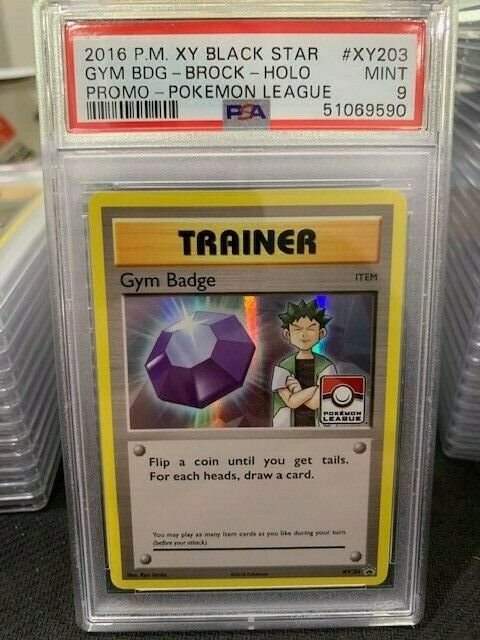 2016 P.M. XY BLACK STAR #XY203
GYM BDG - BROCK - HOLO MINT
PROMO - POKEMON LEAGUE 9
PSA 51069590
TRAINER
Gym Badge ITEM
POKÉMON
LEAGUE
Flip a coin until you get tails.
For each heads, draw a card.
You may play as many Item cards as you like during your turn
(before your attack).